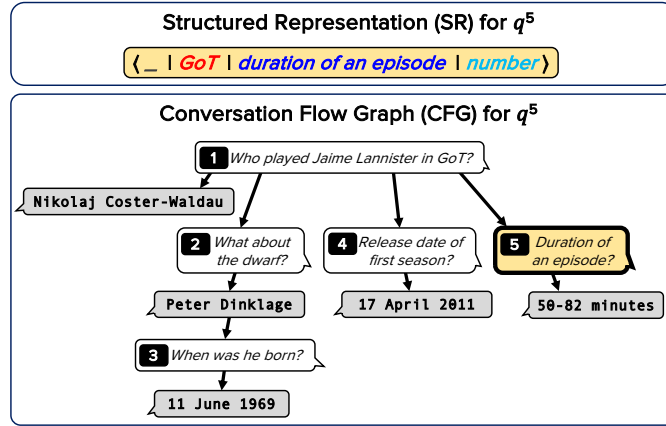 Structured Representation (SR) for q⁵
⟨ _ | GoT | duration of an episode | number ⟩
Conversation Flow Graph (CFG) for q⁵
1 Who played Jaime Lannister in GoT?
Nikolaj Coster-Waldau
2 What about
the dwarf?
4 Release date of
first season?
5 Duration of
an episode?
Peter Dinklage
17 April 2011
50-82 minutes
3 When was he born?
11 June 1969